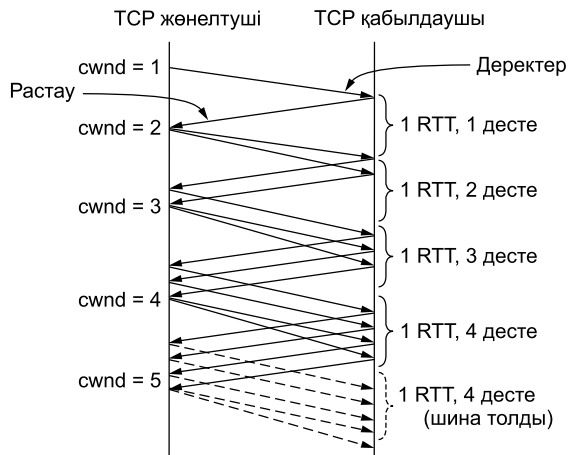 TCP жөнелтуші
TCP қабылдаушы
cwnd = 1
Деректер
Растау
cwnd = 2
1 RTT, 1 десте
1 RTT, 2 десте
cwnd = 3
1 RTT, 3 десте
cwnd = 4
1 RTT, 4 десте
cwnd = 5
1 RTT, 4 десте
(шина толды)